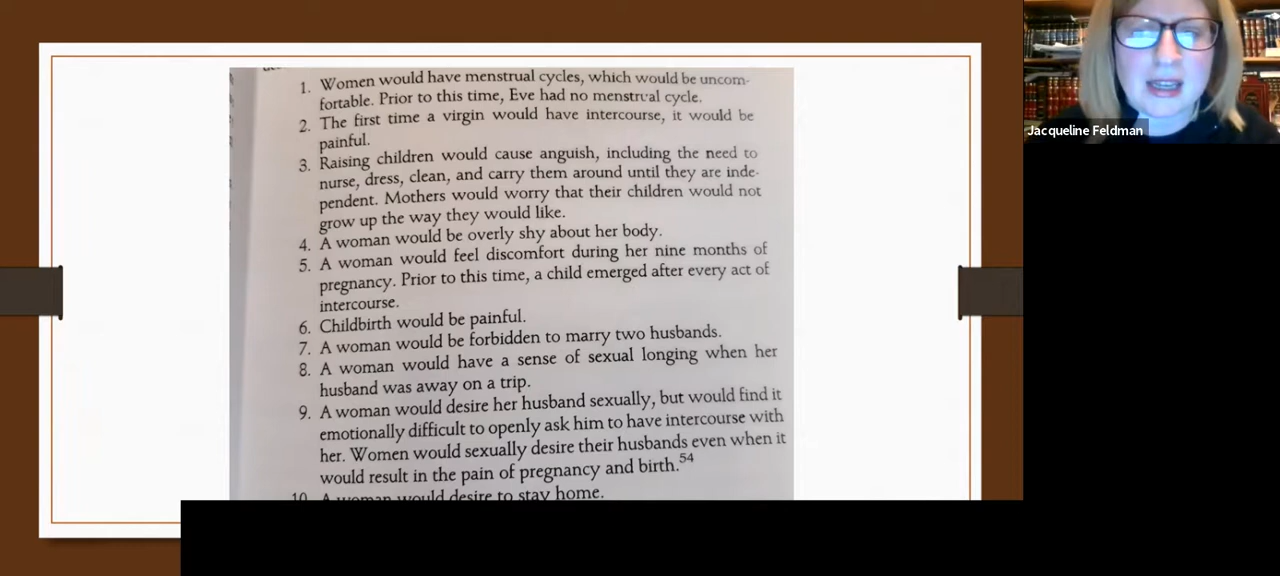 1. Women would have menstrual cycles, which would be uncom-
fortable. Prior to this time, Eve had no menstrual cycle.
2. The first time a virgin would have intercourse, it would be
painful.
3. Raising children would cause anguish, including the need to
nurse, dress, clean, and carry them around until they are inde-
pendent. Mothers would worry that their children would not
grow up the way they would like.
4. A woman would be overly shy about her body.
5. A woman would feel discomfort during her nine months of
pregnancy. Prior to this time, a child emerged after every act of
intercourse.
6. Childbirth would be painful.
7. A woman would be forbidden to marry two husbands.
8. A woman would have a sense of sexual longing when her
husband was away on a trip.
9. A woman would desire her husband sexually, but would find it
emotionally difficult to openly ask him to have intercourse with
her. Women would sexually desire their husbands even when it
would result in the pain of pregnancy and birth.54
10. A woman would desire to stay home.
Jacqueline Feldman